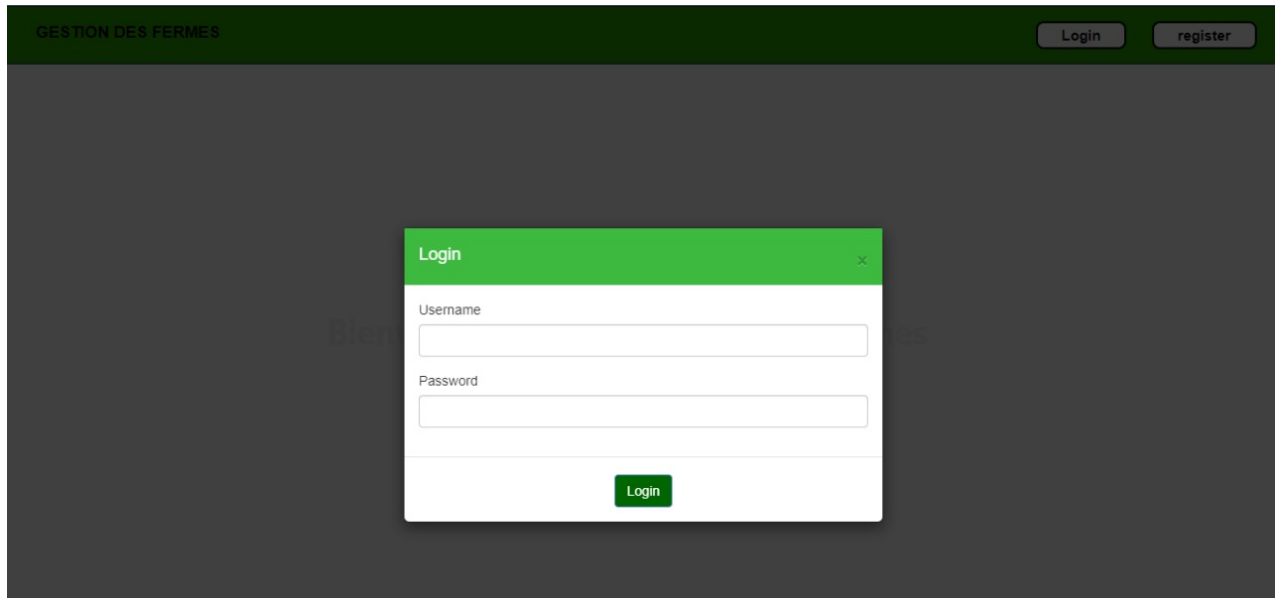 GESTION DES FERMES
Login
register
Login
×
Username
Password
Login